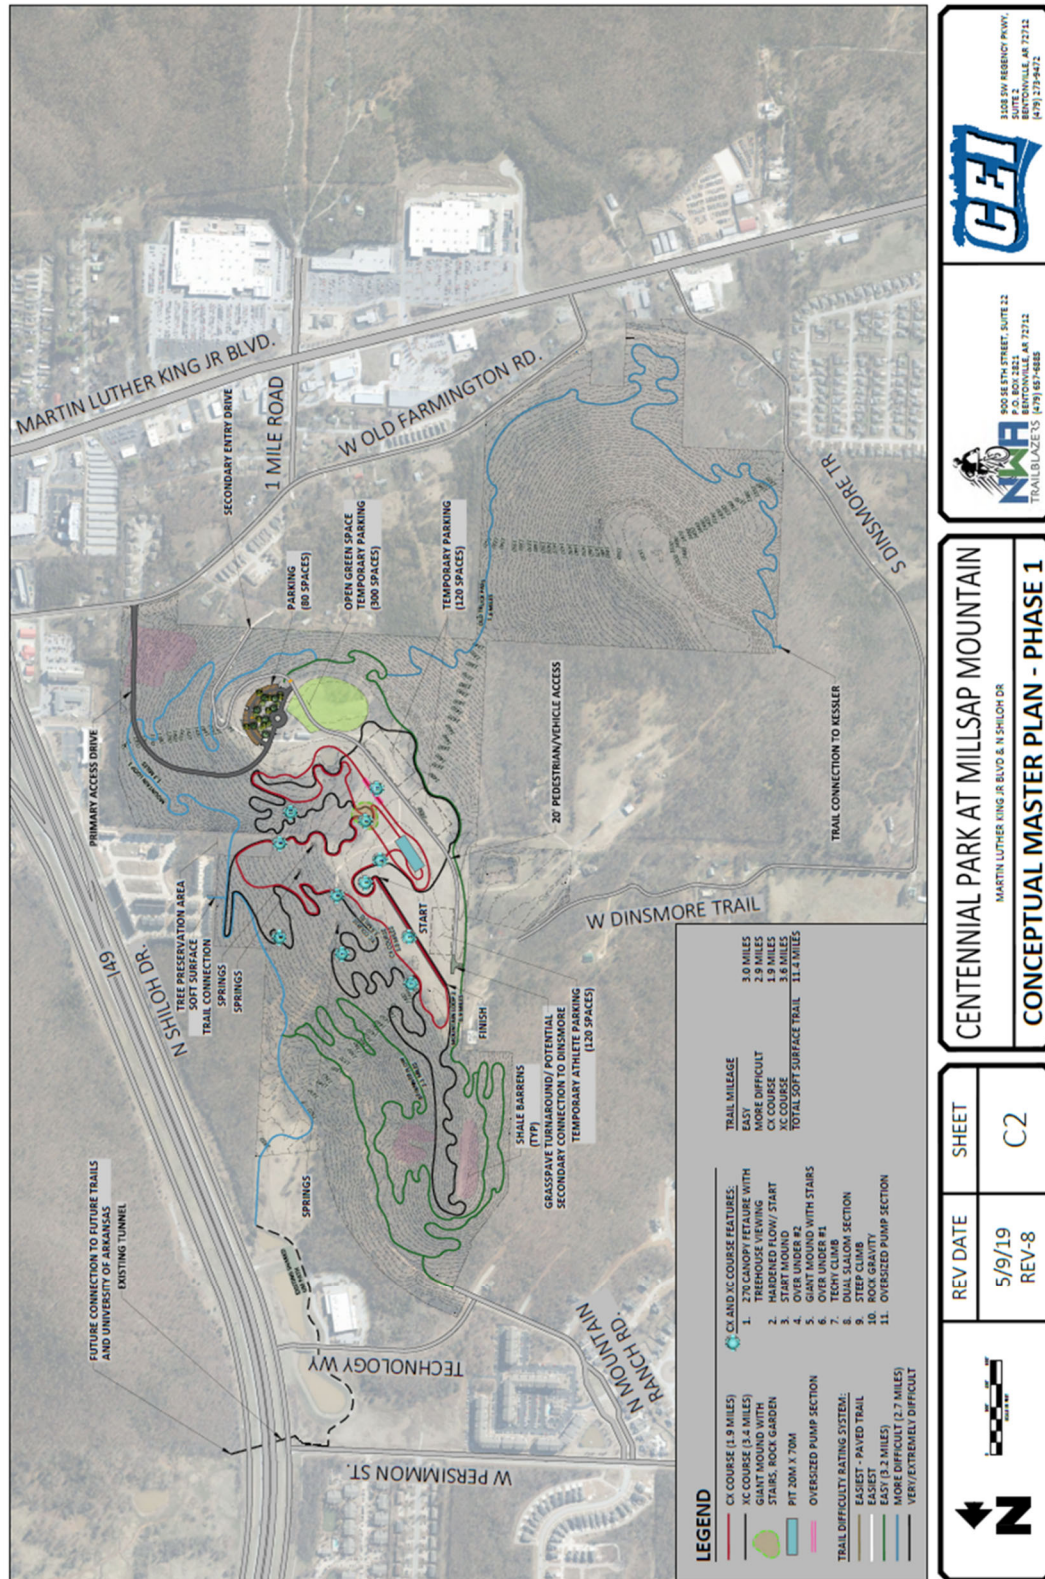 FUTURE CONNECTION TO FUTURE TRAILS
AND UNIVERSITY OF ARKANSAS
EXISTING TUNNEL
N SHILOH DR.
I49
TREE PRESERVATION AREA
SOFT SURFACE
TRAIL CONNECTION
SPRINGS
SPRINGS
PRIMARY ACCESS DRIVE
MARTIN LUTHER KING JR BLVD.
SECONDARY ENTRY DRIVE
1 MILE ROAD
W OLD FARMINGTON RD.
PARKING
(80 SPACES)
OPEN GREEN SPACE
TEMPORARY PARKING
(300 SPACES)
TEMPORARY PARKING
(120 SPACES)
SPRINGS
TECHNOLOGY WY
W PERSIMMON ST.
N MOUNTAIN
RANCH RD.
START
FINISH
SHALE BARRENS
(TYP)
GRASSPAVE TURNAROUND/ POTENTIAL
SECONDARY CONNECTION TO DINSMORE
TEMPORARY ATHLETE PARKING
(120 SPACES)
20' PEDESTRIAN/VEHICLE ACCESS
W DINSMORE TRAIL
TRAIL CONNECTION TO KESSLER
S DINSMORE TR
LEGEND
CX COURSE (1.9 MILES)
XC COURSE (3.4 MILES)
GIANT MOUND WITH
STAIRS, ROCK GARDEN
PIT 20M X 70M
OVERSIZED PUMP SECTION
TRAIL DIFFICULTY RATING SYSTEM:
EASIEST - PAVED TRAIL
EASIEST
EASY (3.2 MILES)
MORE DIFFICULT (2.7 MILES)
VERY/EXTREMELY DIFFICULT
CX AND XC COURSE FEATURES:
1. 270 CANOPY FETAURE WITH
TREEHOUSE VIEWING
2. HARDENED FLOW/ START
3. START MOUND
4. OVER UNDER #2
5. GIANT MOUND WITH STAIRS
6. OVER UNDER #1
7. TECHY CLIMB
8. DUAL SLALOM SECTION
9. STEEP CLIMB
10. ROCK GRAVITY
11. OVERSIZED PUMP SECTION
TRAIL MILEAGE
EASY 3.0 MILES
MORE DIFFICULT 2.9 MILES
CX COURSE 1.9 MILES
XC COURSE 3.6 MILES
TOTAL SOFT SURFACE TRAIL 11.4 MILES
N
REV DATE
5/9/19
REV-8
SHEET
C2
CENTENNIAL PARK AT MILLSAP MOUNTAIN
MARTIN LUTHER KING JR BLVD & N SHILOH DR
CONCEPTUAL MASTER PLAN - PHASE 1
NWA
TRAILBLAZERS
900 SE 5TH STREET, SUITE 22
P.O. BOX 2821
BENTONVILLE, AR 72712
(479) 657-6885
CEI
3108 SW REGENCY PKWY,
SUITE 2
BENTONVILLE, AR 72712
(479) 273-9472